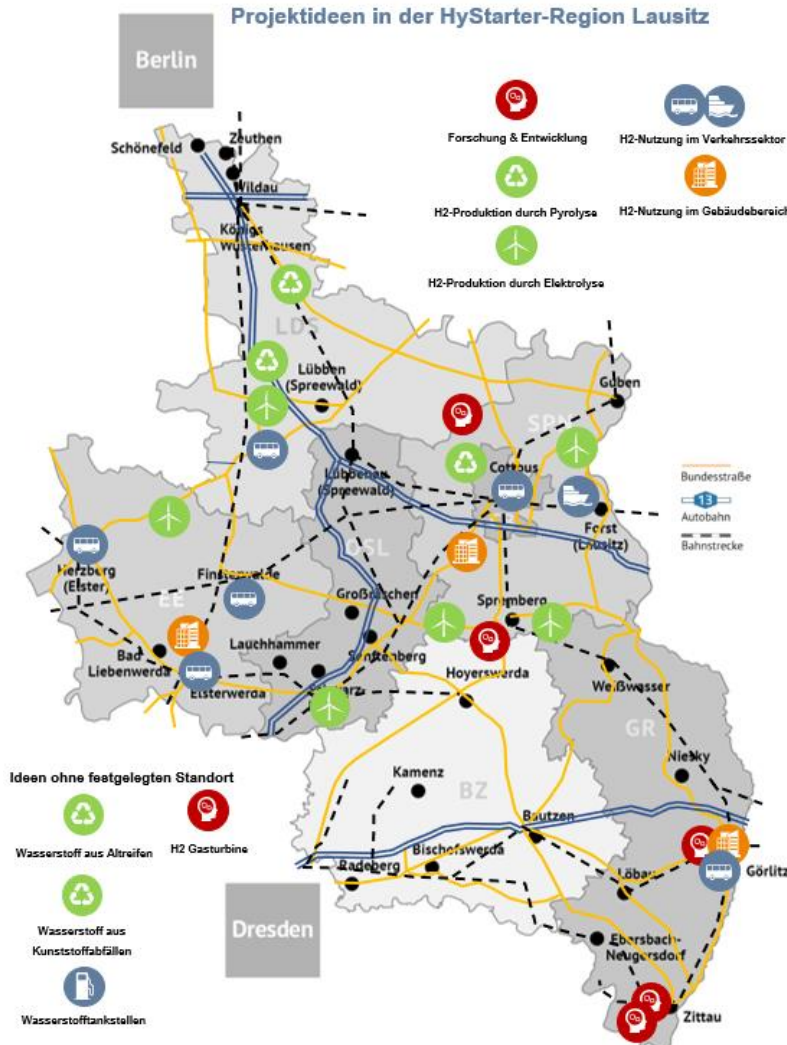 Projektideen in der HyStarter-Region Lausitz
Berlin
Forschung & Entwicklung
H2-Nutzung im Verkehrssektor
H2-Produktion durch Pyrolyse
H2-Nutzung im Gebäudebereich
H2-Produktion durch Elektrolyse
Schönefeld
Zeuthen
Wildau
Königs
Wusterhausen
LDS
Lübben
(Spreewald)
Guben
SPN
Cottbus
Lübbenau
(Spreewald)
Forst
(Lausitz)
Bundesstraße
13
Autobahn
Bahnstrecke
OSL
Herzberg
(Elster)
EE
Finsterwalde
Großräschen
Spremberg
Bad
Liebenwerda
Lauchhammer
Senftenberg
Elsterwerda
Hoyerswerda
Weißwasser
GR
Niesky
Kamenz
BZ
Bautzen
Bischofswerda
Radeberg
Löbau
Görlitz
Ebersbach-
Neugersdorf
Zittau
Dresden
Ideen ohne festgelegten Standort
Wasserstoff aus Altreifen
H2 Gasturbine
Wasserstoff aus
Kunststoffabfällen
Wasserstofftankstellen